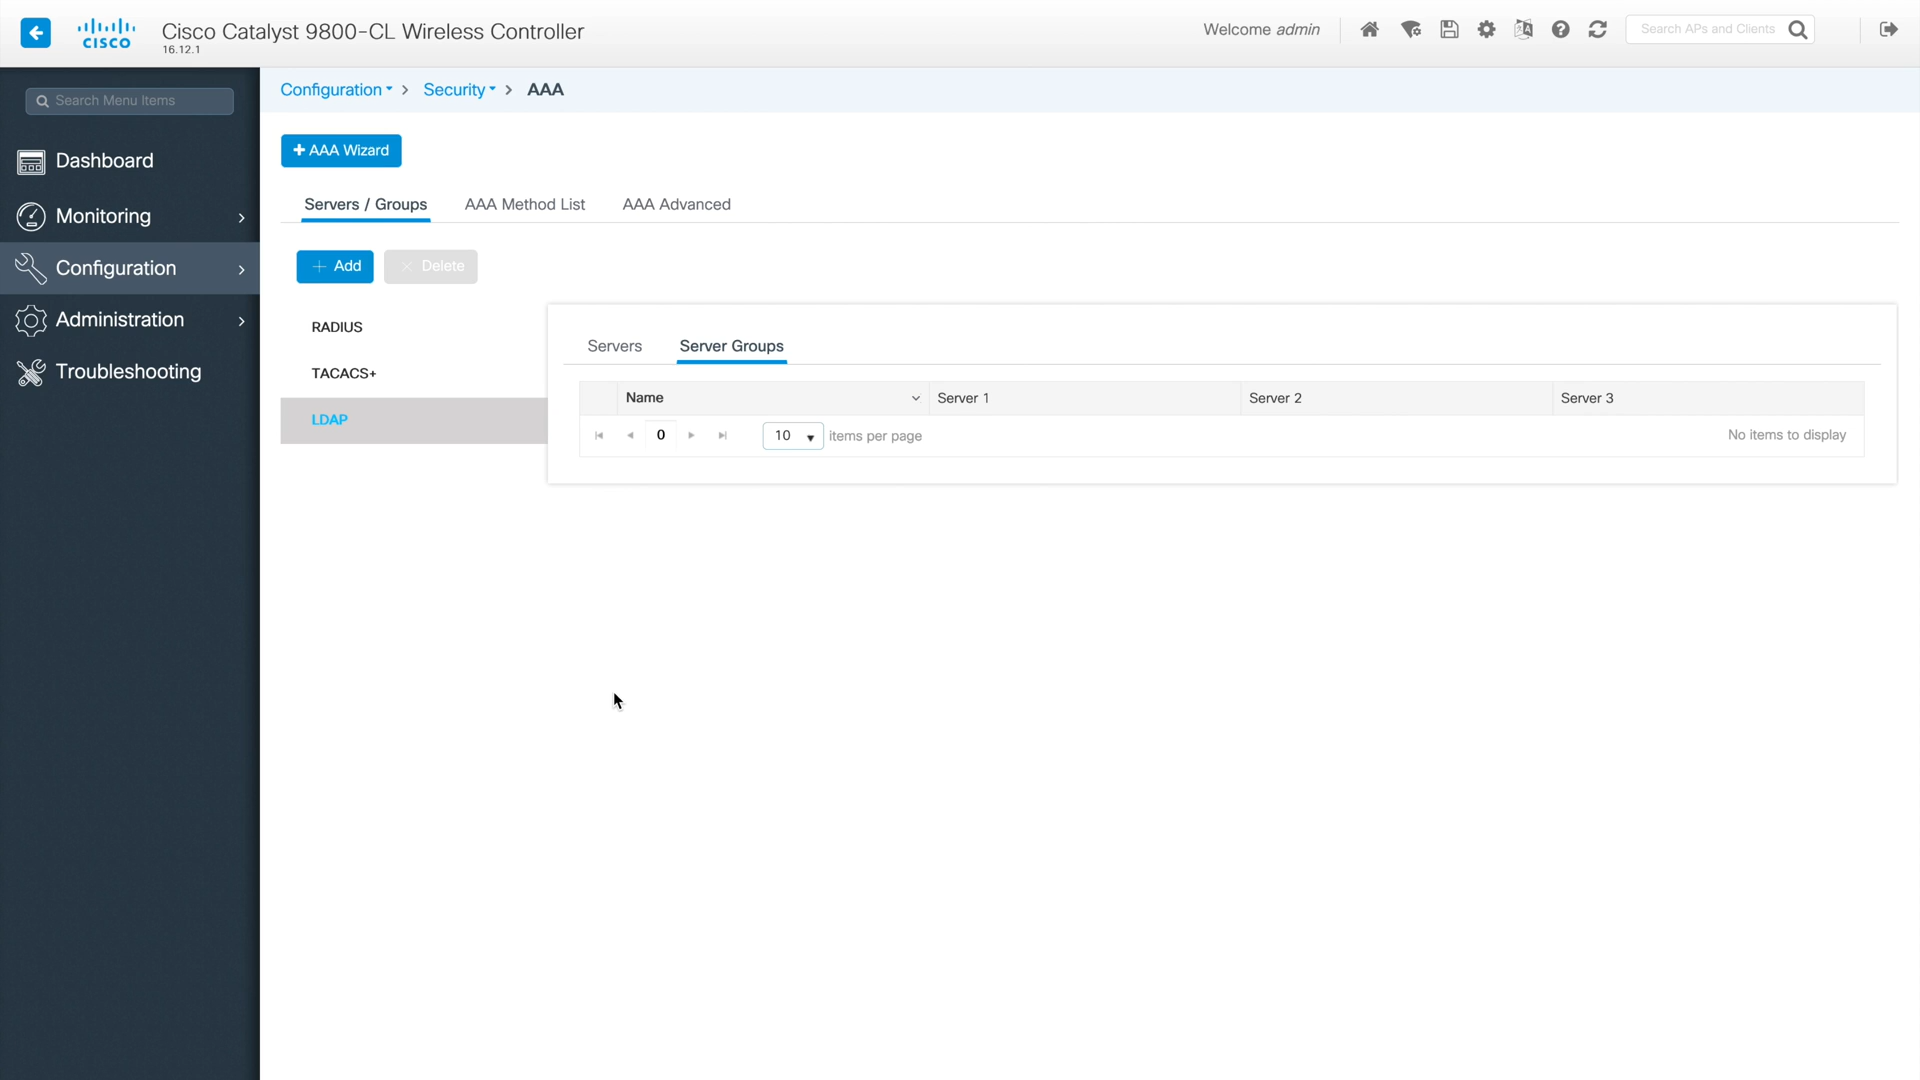 CISCO
Cisco Catalyst 9800-CL Wireless Controller
16.12.1
Welcome admin
Search APs and Clients
Search Menu Items
Dashboard
Monitoring
Configuration
Administration
Troubleshooting
Configuration > Security > AAA
+ AAA Wizard
Servers / Groups AAA Method List AAA Advanced
+ Add
× Delete
RADIUS
TACACS+
LDAP
Servers Server Groups
Name Server 1 Server 2 Server 3
0 10 items per page No items to display